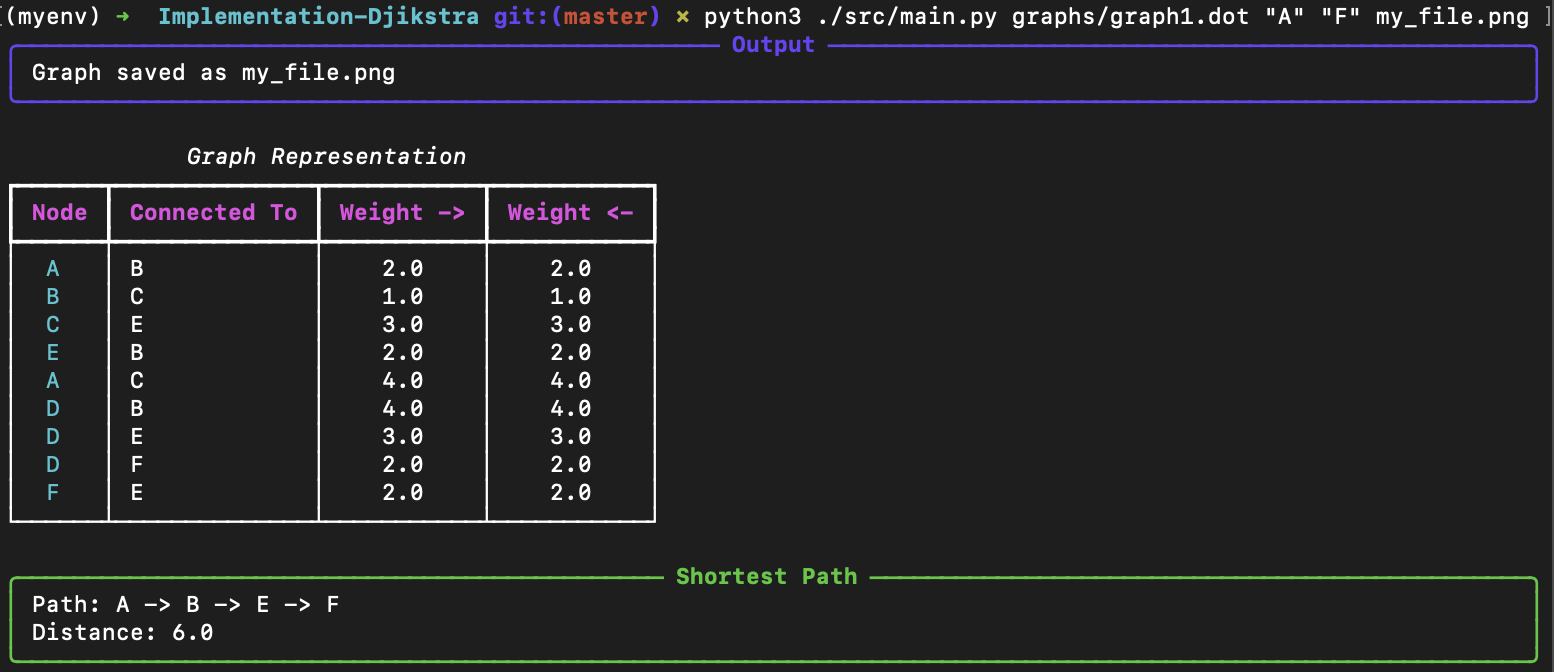 (myenv) → Implementation-Djikstra git:(master) ✖ python3 ./src/main.py graphs/graph1.dot "A" "F" my_file.png
Output
Graph saved as my_file.png
Graph Representation
Node Connected To Weight -> Weight <-
A B 2.0 2.0
B C 1.0 1.0
C E 3.0 3.0
E B 2.0 2.0
A C 4.0 4.0
D B 4.0 4.0
D E 3.0 3.0
D F 2.0 2.0
F E 2.0 2.0
Shortest Path
Path: A -> B -> E -> F
Distance: 6.0